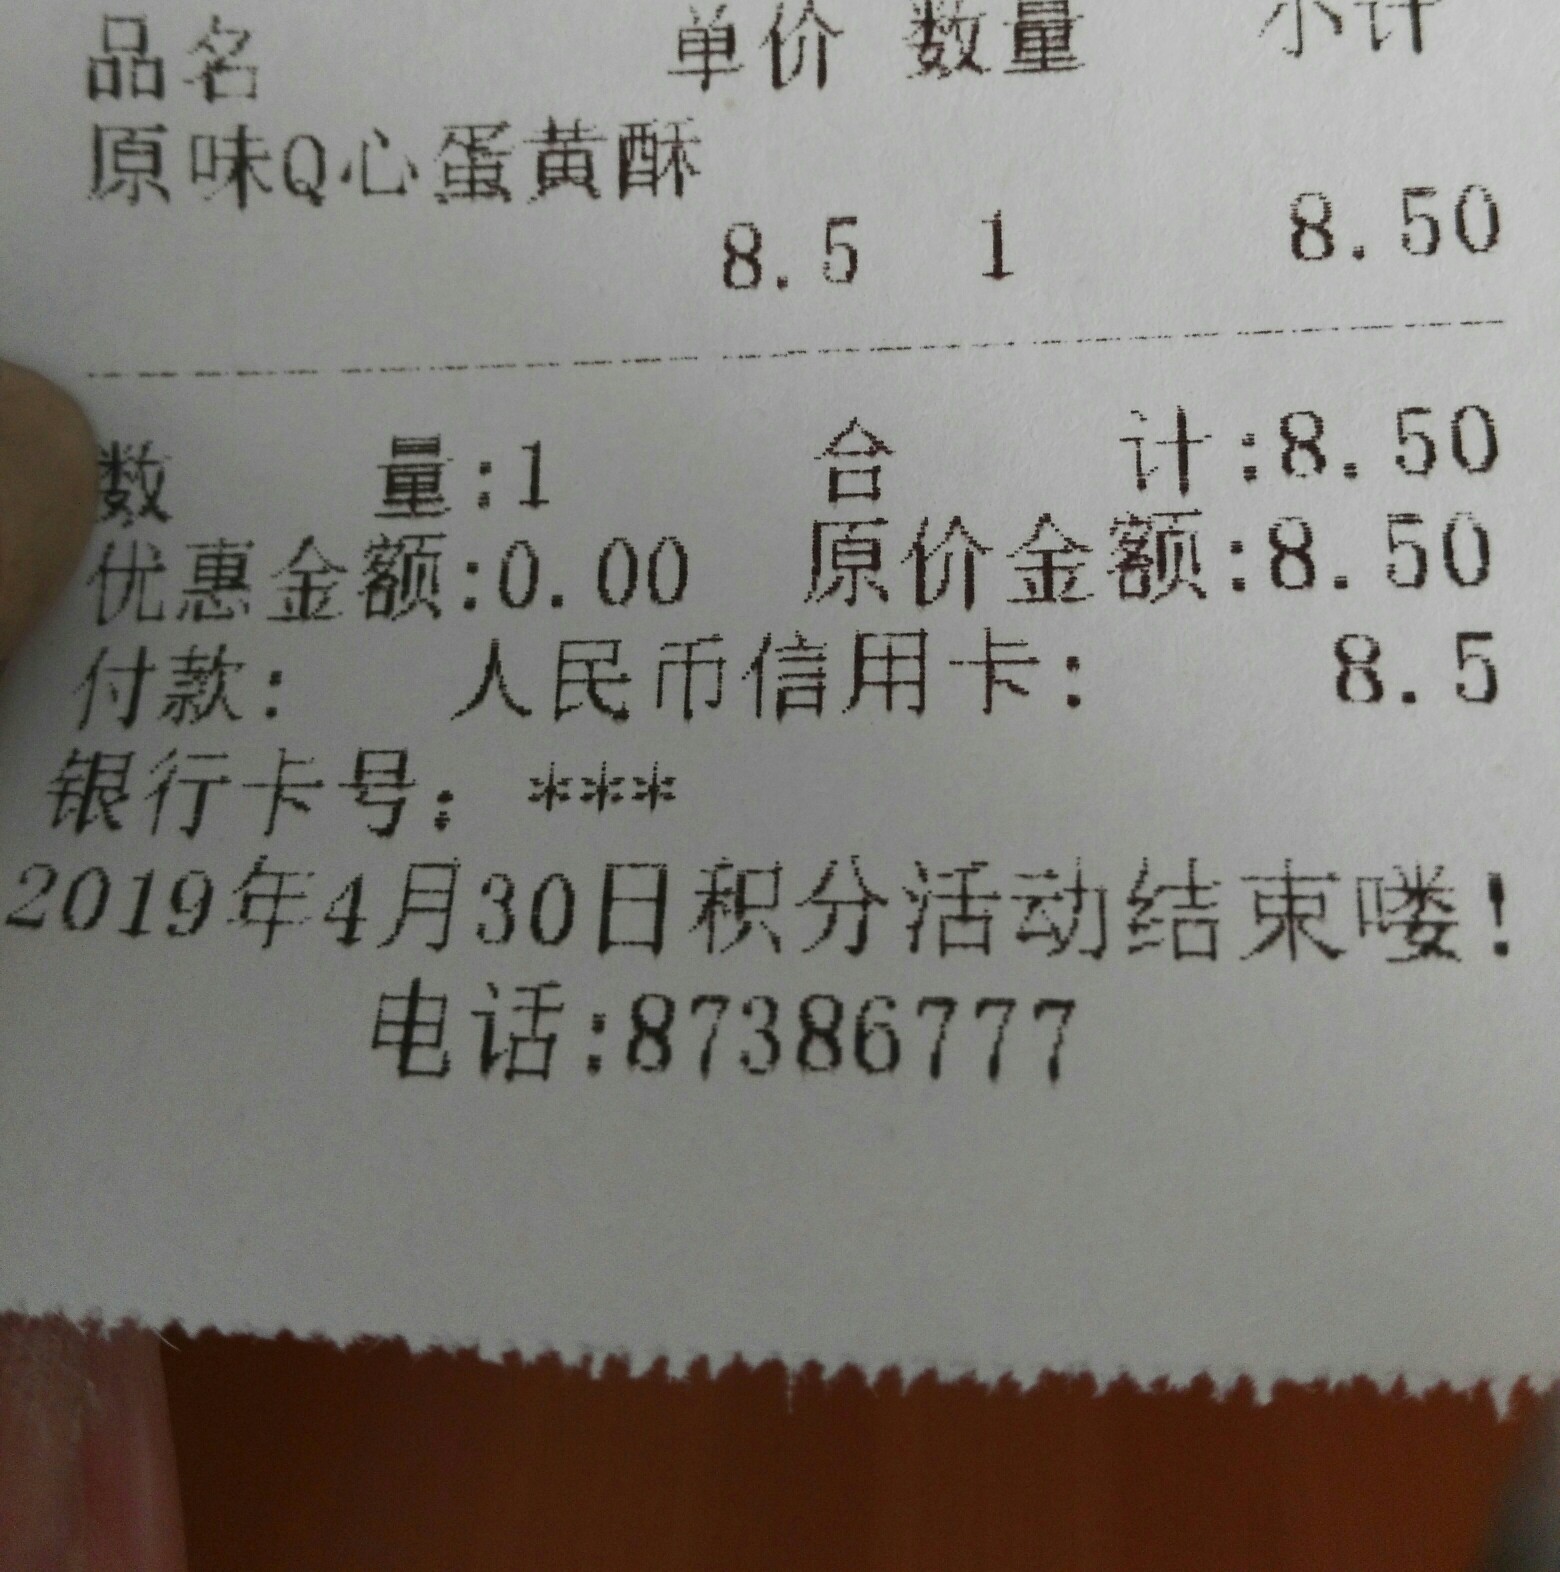 品名 单价 数量 小计
原味Q心蛋黄酥
8.5 1 8.50
数 量:1 合 计:8.50
优惠金额:0.00 原价金额:8.50
付款: 人民币信用卡: 8.5
银行卡号: ***
2019年4月30日积分活动结束喽!
电话:87386777